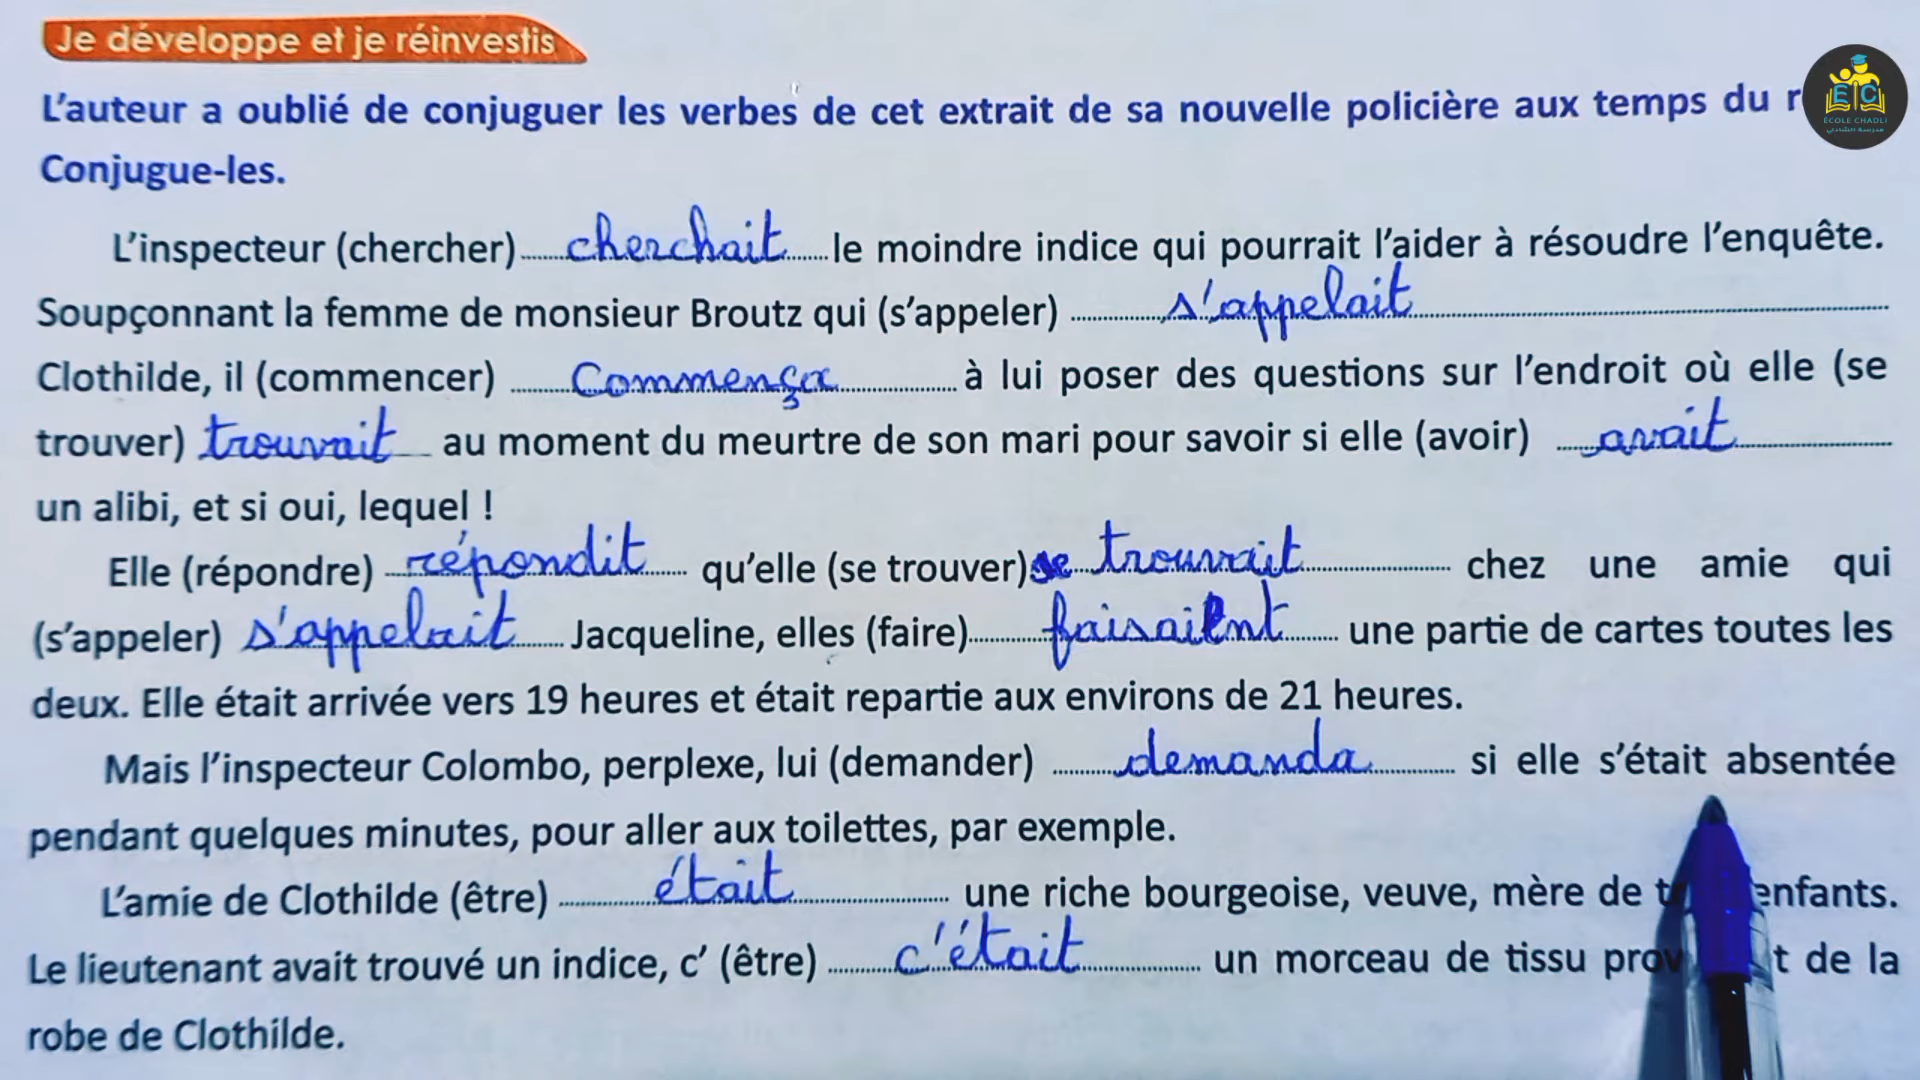 Je développe et je réinvestis
L'auteur a oublié de conjuguer les verbes de cet extrait de sa nouvelle policière aux temps du r
ÉCOLE CHADLI
مدرسة الشادلي
Conjugue-les.
L'inspecteur (chercher) cherchait le moindre indice qui pourrait l'aider à résoudre l'enquête.
Soupçonnant la femme de monsieur Broutz qui (s'appeler) s'appelait
Clothilde, il (commencer) Commença à lui poser des questions sur l'endroit où elle (se
trouver) trouvait au moment du meurtre de son mari pour savoir si elle (avoir) avait
un alibi, et si oui, lequel !
Elle (répondre) répondit qu'elle (se trouver) se trouvait chez une amie qui
(s'appeler) s'appelait Jacqueline, elles (faire) faisaient une partie de cartes toutes les
deux. Elle était arrivée vers 19 heures et était repartie aux environs de 21 heures.
Mais l'inspecteur Colombo, perplexe, lui (demander) demanda si elle s'était absentée
pendant quelques minutes, pour aller aux toilettes, par exemple.
L'amie de Clothilde (être) était une riche bourgeoise, veuve, mère de enfants.
Le lieutenant avait trouvé un indice, c' (être) c'était un morceau de tissu de la
robe de Clothilde.